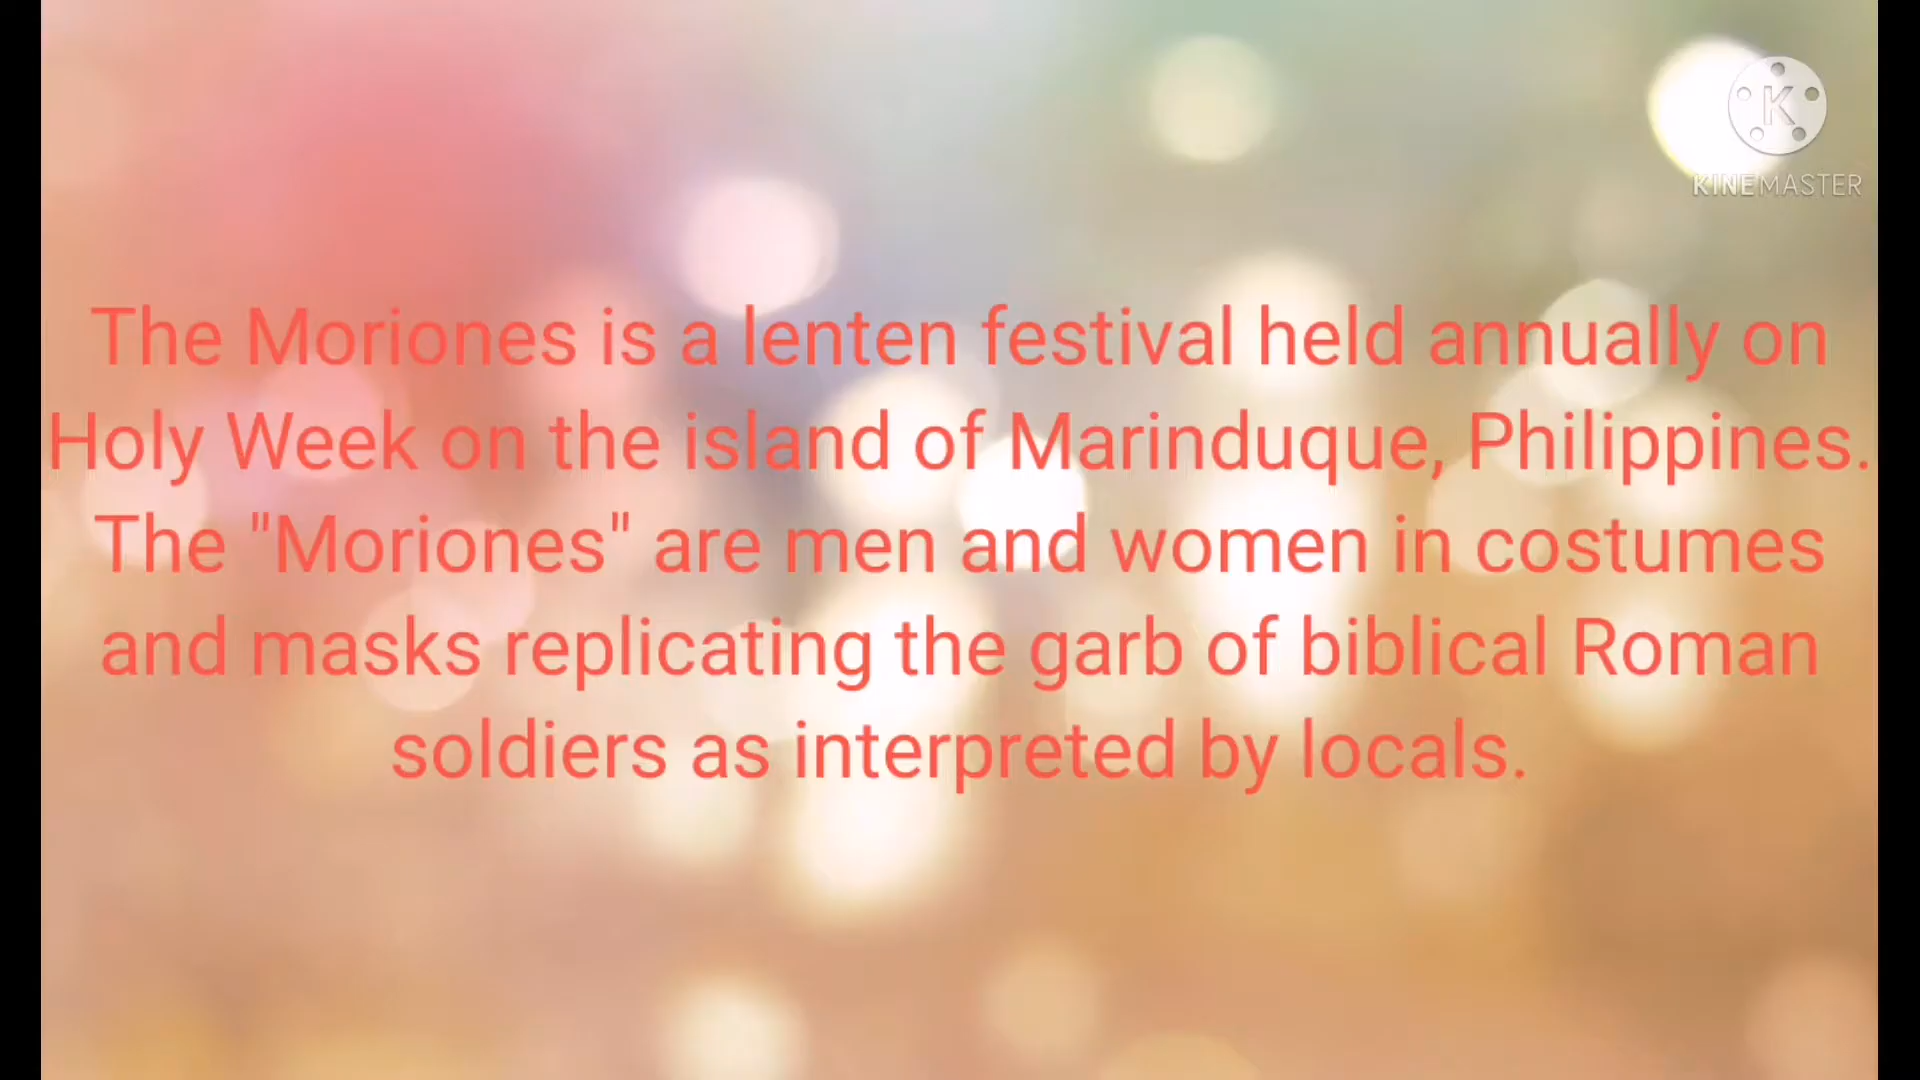 K
KINEMASTER
The Moriones is a lenten festival held annually on
Holy Week on the island of Marinduque, Philippines.
The "Moriones" are men and women in costumes
and masks replicating the garb of biblical Roman
soldiers as interpreted by locals.